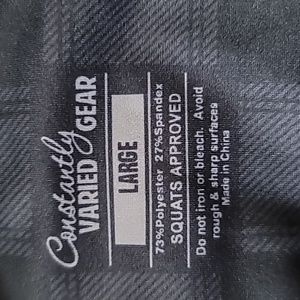 Constantly
VARIED GEAR
LARGE
73%Polyester 27%Spandex
SQUATS APPROVED
Do not iron or bleach. Avoid
rough & sharp surfaces
Made in China